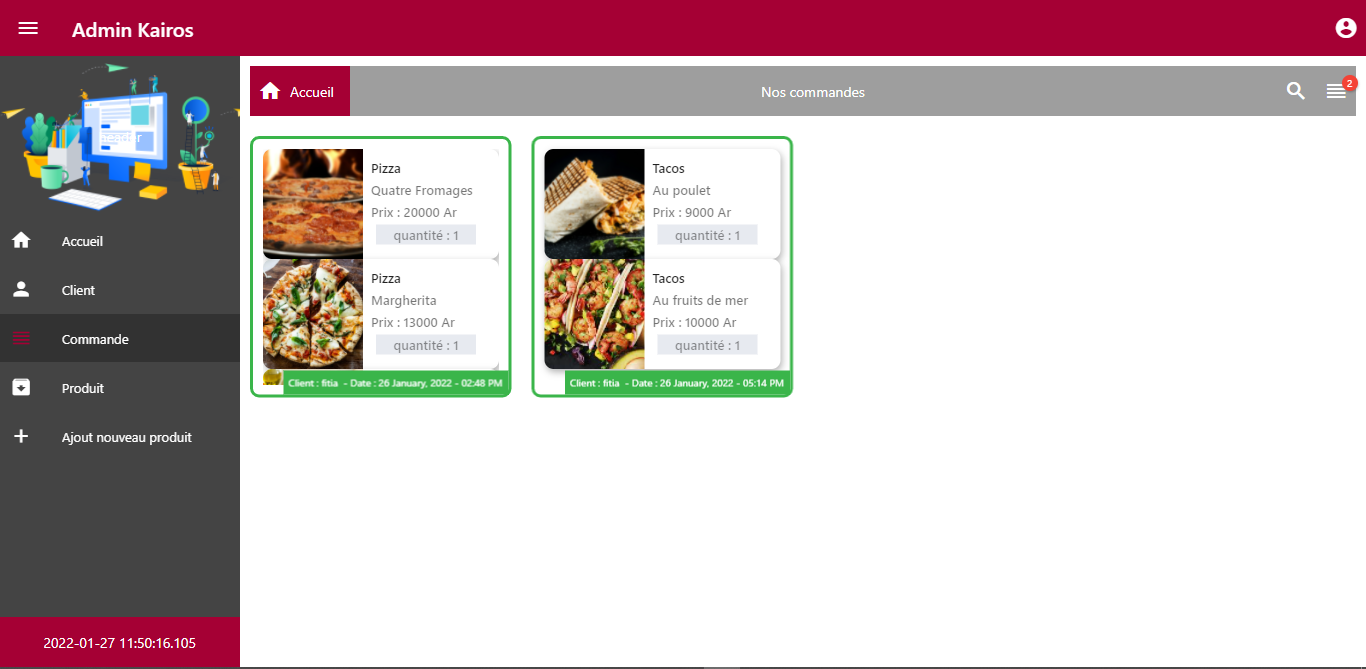 Admin Kairos
header
Accueil
Client
Commande
Produit
Ajout nouveau produit
2022-01-27 11:50:16.105
Accueil
Nos commandes
2
Pizza
Quatre Fromages
Prix : 20000 Ar
quantité : 1
Pizza
Margherita
Prix : 13000 Ar
quantité : 1
Client : fitia - Date : 26 January, 2022 - 02:48 PM
Tacos
Au poulet
Prix : 9000 Ar
quantité : 1
Tacos
Au fruits de mer
Prix : 10000 Ar
quantité : 1
Client : fitia - Date : 26 January, 2022 - 05:14 PM